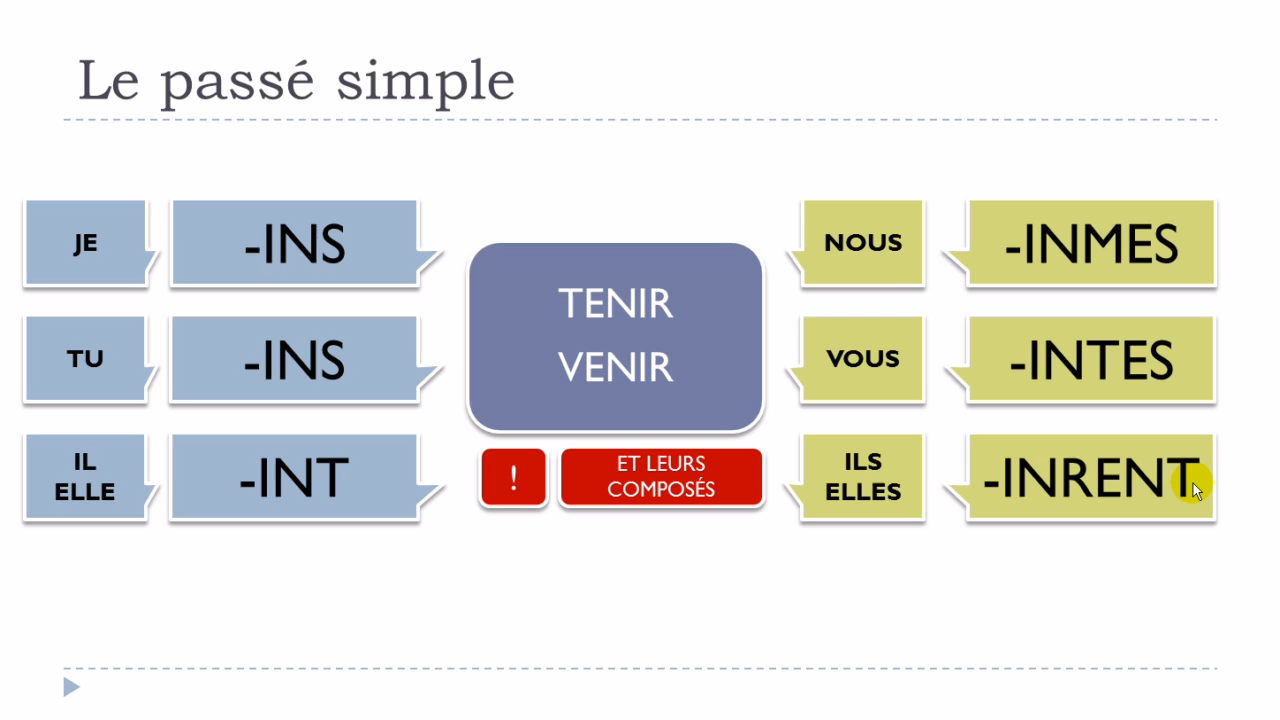 Le passé simple
JE
-INS
TU
-INS
IL
ELLE
-INT
TENIR
VENIR
!
ET LEURS
COMPOSÉS
NOUS
-INMES
VOUS
-INTES
ILS
ELLES
-INRENT